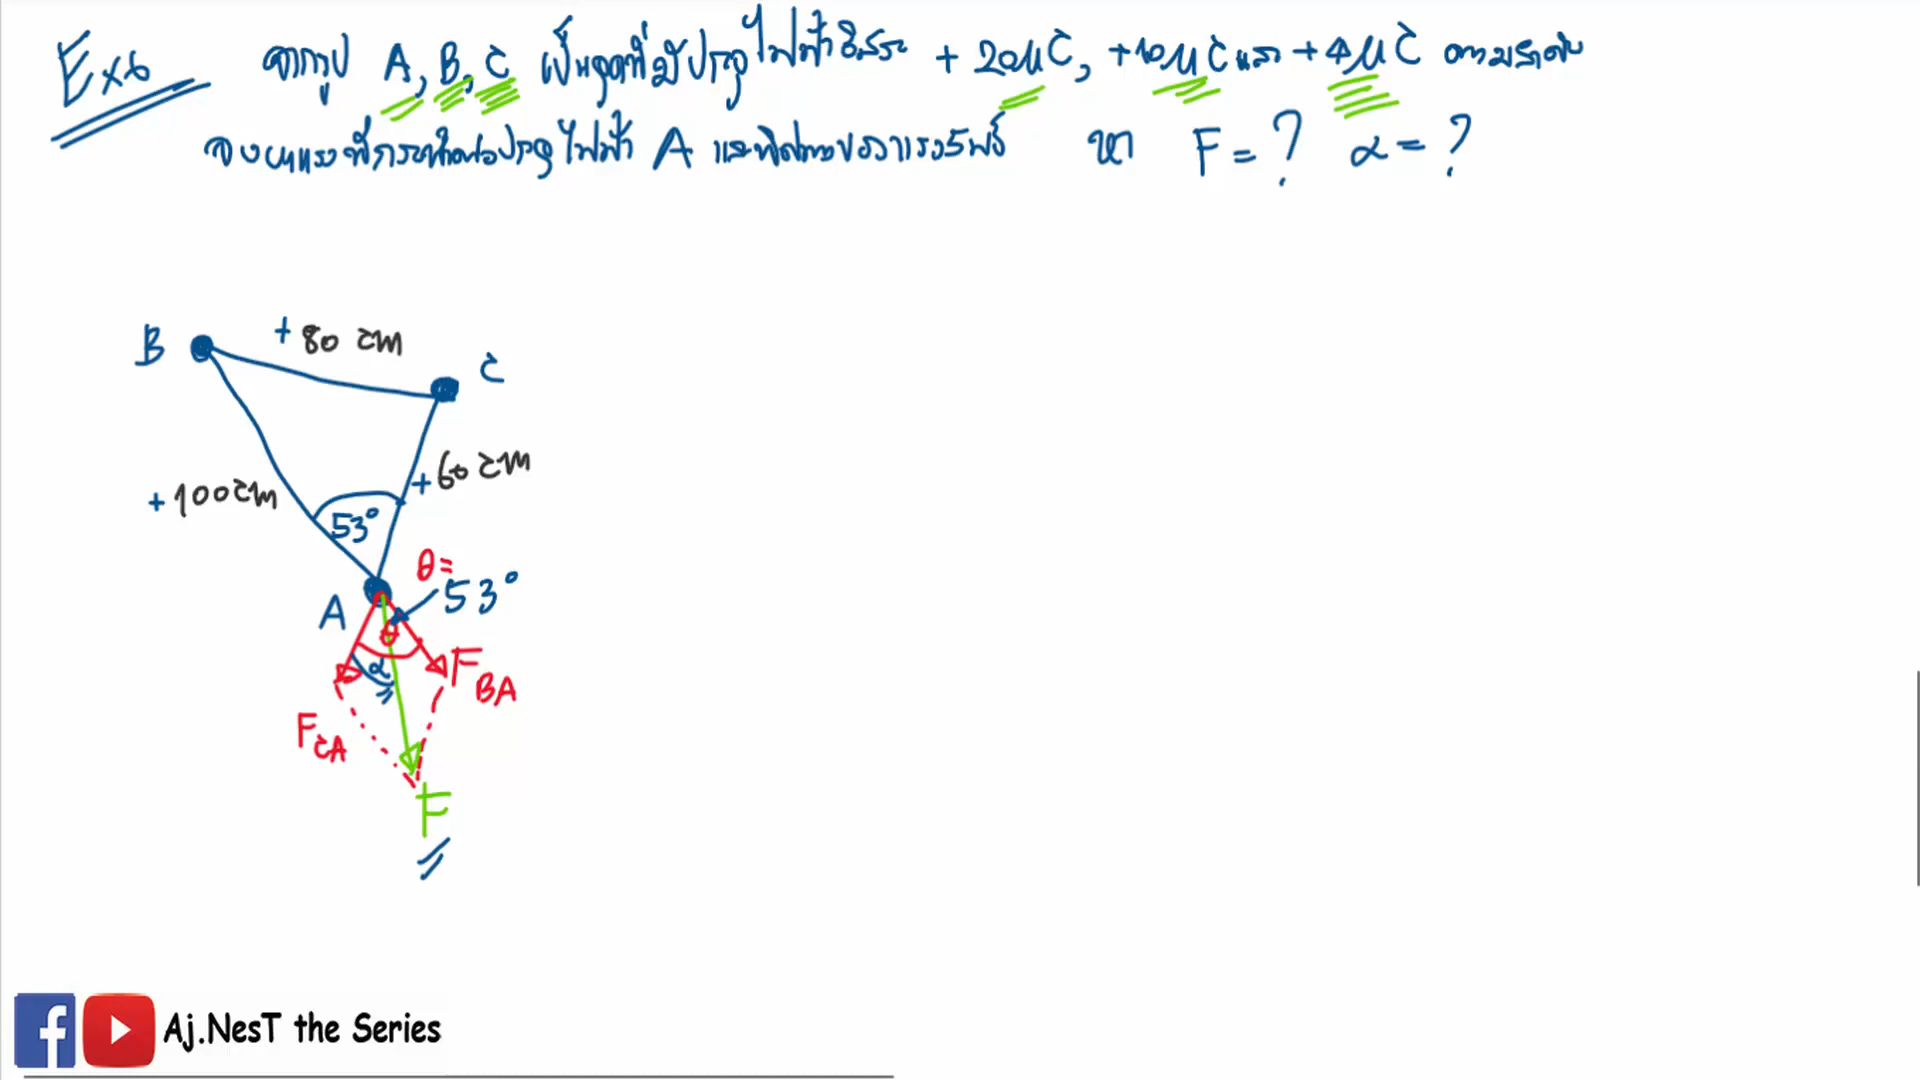 Ex6 จากรูป A, B, C เป็นจุดที่มีประจุไฟฟ้าอิสระ +20μC, +10μC และ +4μC ตามลำดับ
จงหาแรงที่กระทำต่อประจุไฟฟ้า A และทิศทางของแรงลัพธ์ หา F = ? α = ?
B +80 cm C
+100 cm +60 cm
53°
θ =
53°
A
θ
α
F BA
F CA
F
Aj.NesT the Series